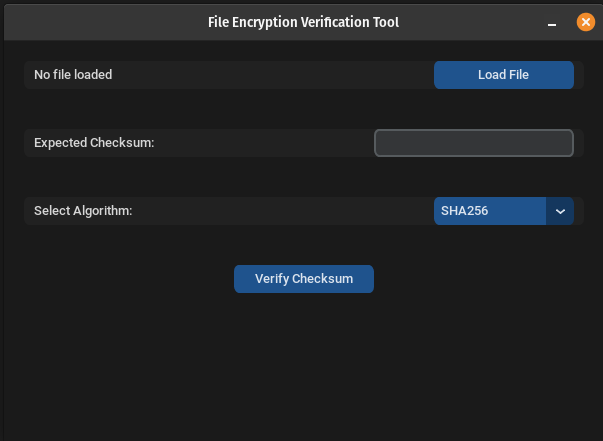 File Encryption Verification Tool
No file loaded
Load File
Expected Checksum:
Select Algorithm:
SHA256
Verify Checksum